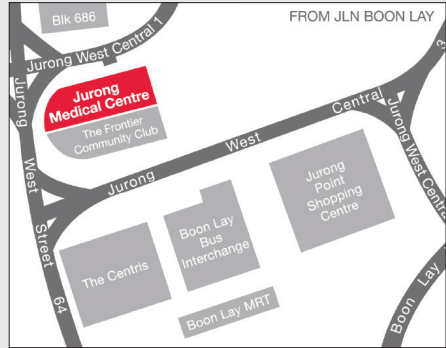 Blk 686
FROM JLN BOON LAY
Jurong West Central 1
Jurong
Medical Centre
The Frontier
Community Club
Jurong West Street 64
Jurong West Central 3
Jurong West Central
Jurong
Point
Shopping
Centre
Boon Lay
Bus
Interchange
The Centris
Boon Lay MRT
Boon Lay